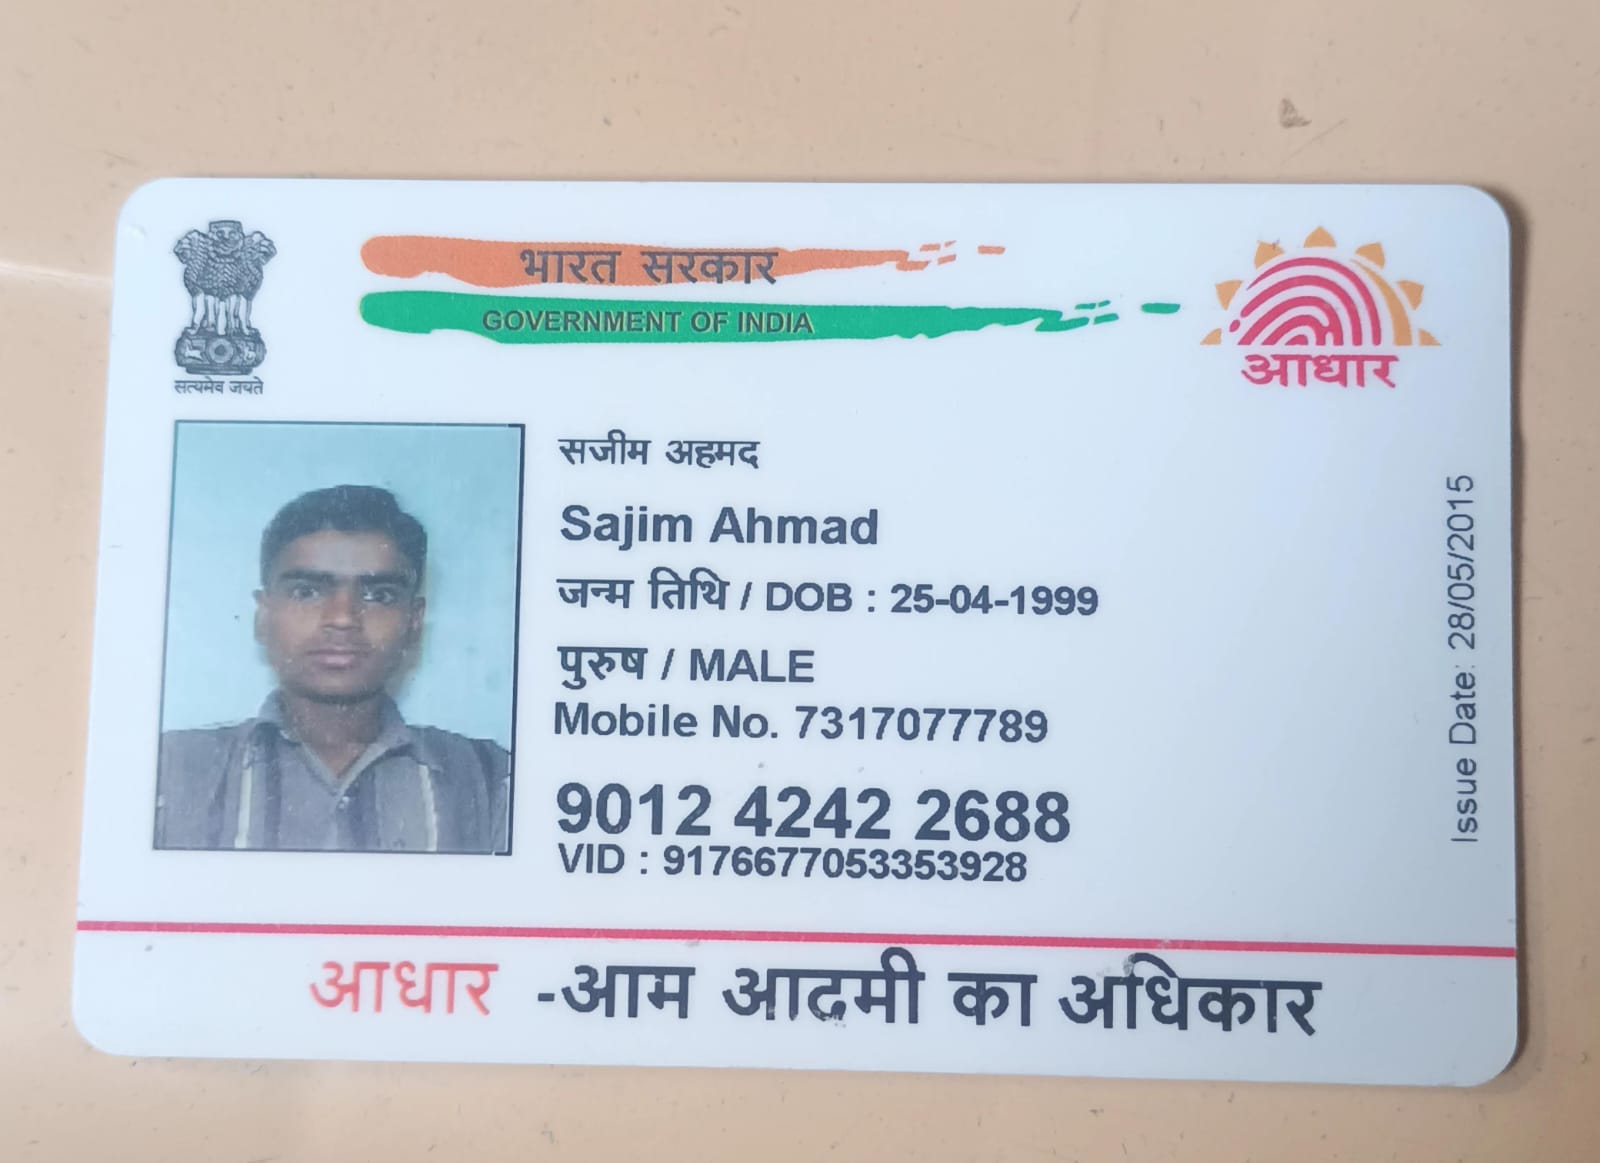 भारत सरकार
GOVERNMENT OF INDIA
सत्यमेव जयते
आधार
सजीम अहमद
Sajim Ahmad
जन्म तिथि / DOB : 25-04-1999
पुरुष / MALE
Mobile No. 7317077789
9012 4242 2688
VID : 9176677053353928
Issue Date: 28/05/2015
आधार -आम आदमी का अधिकार